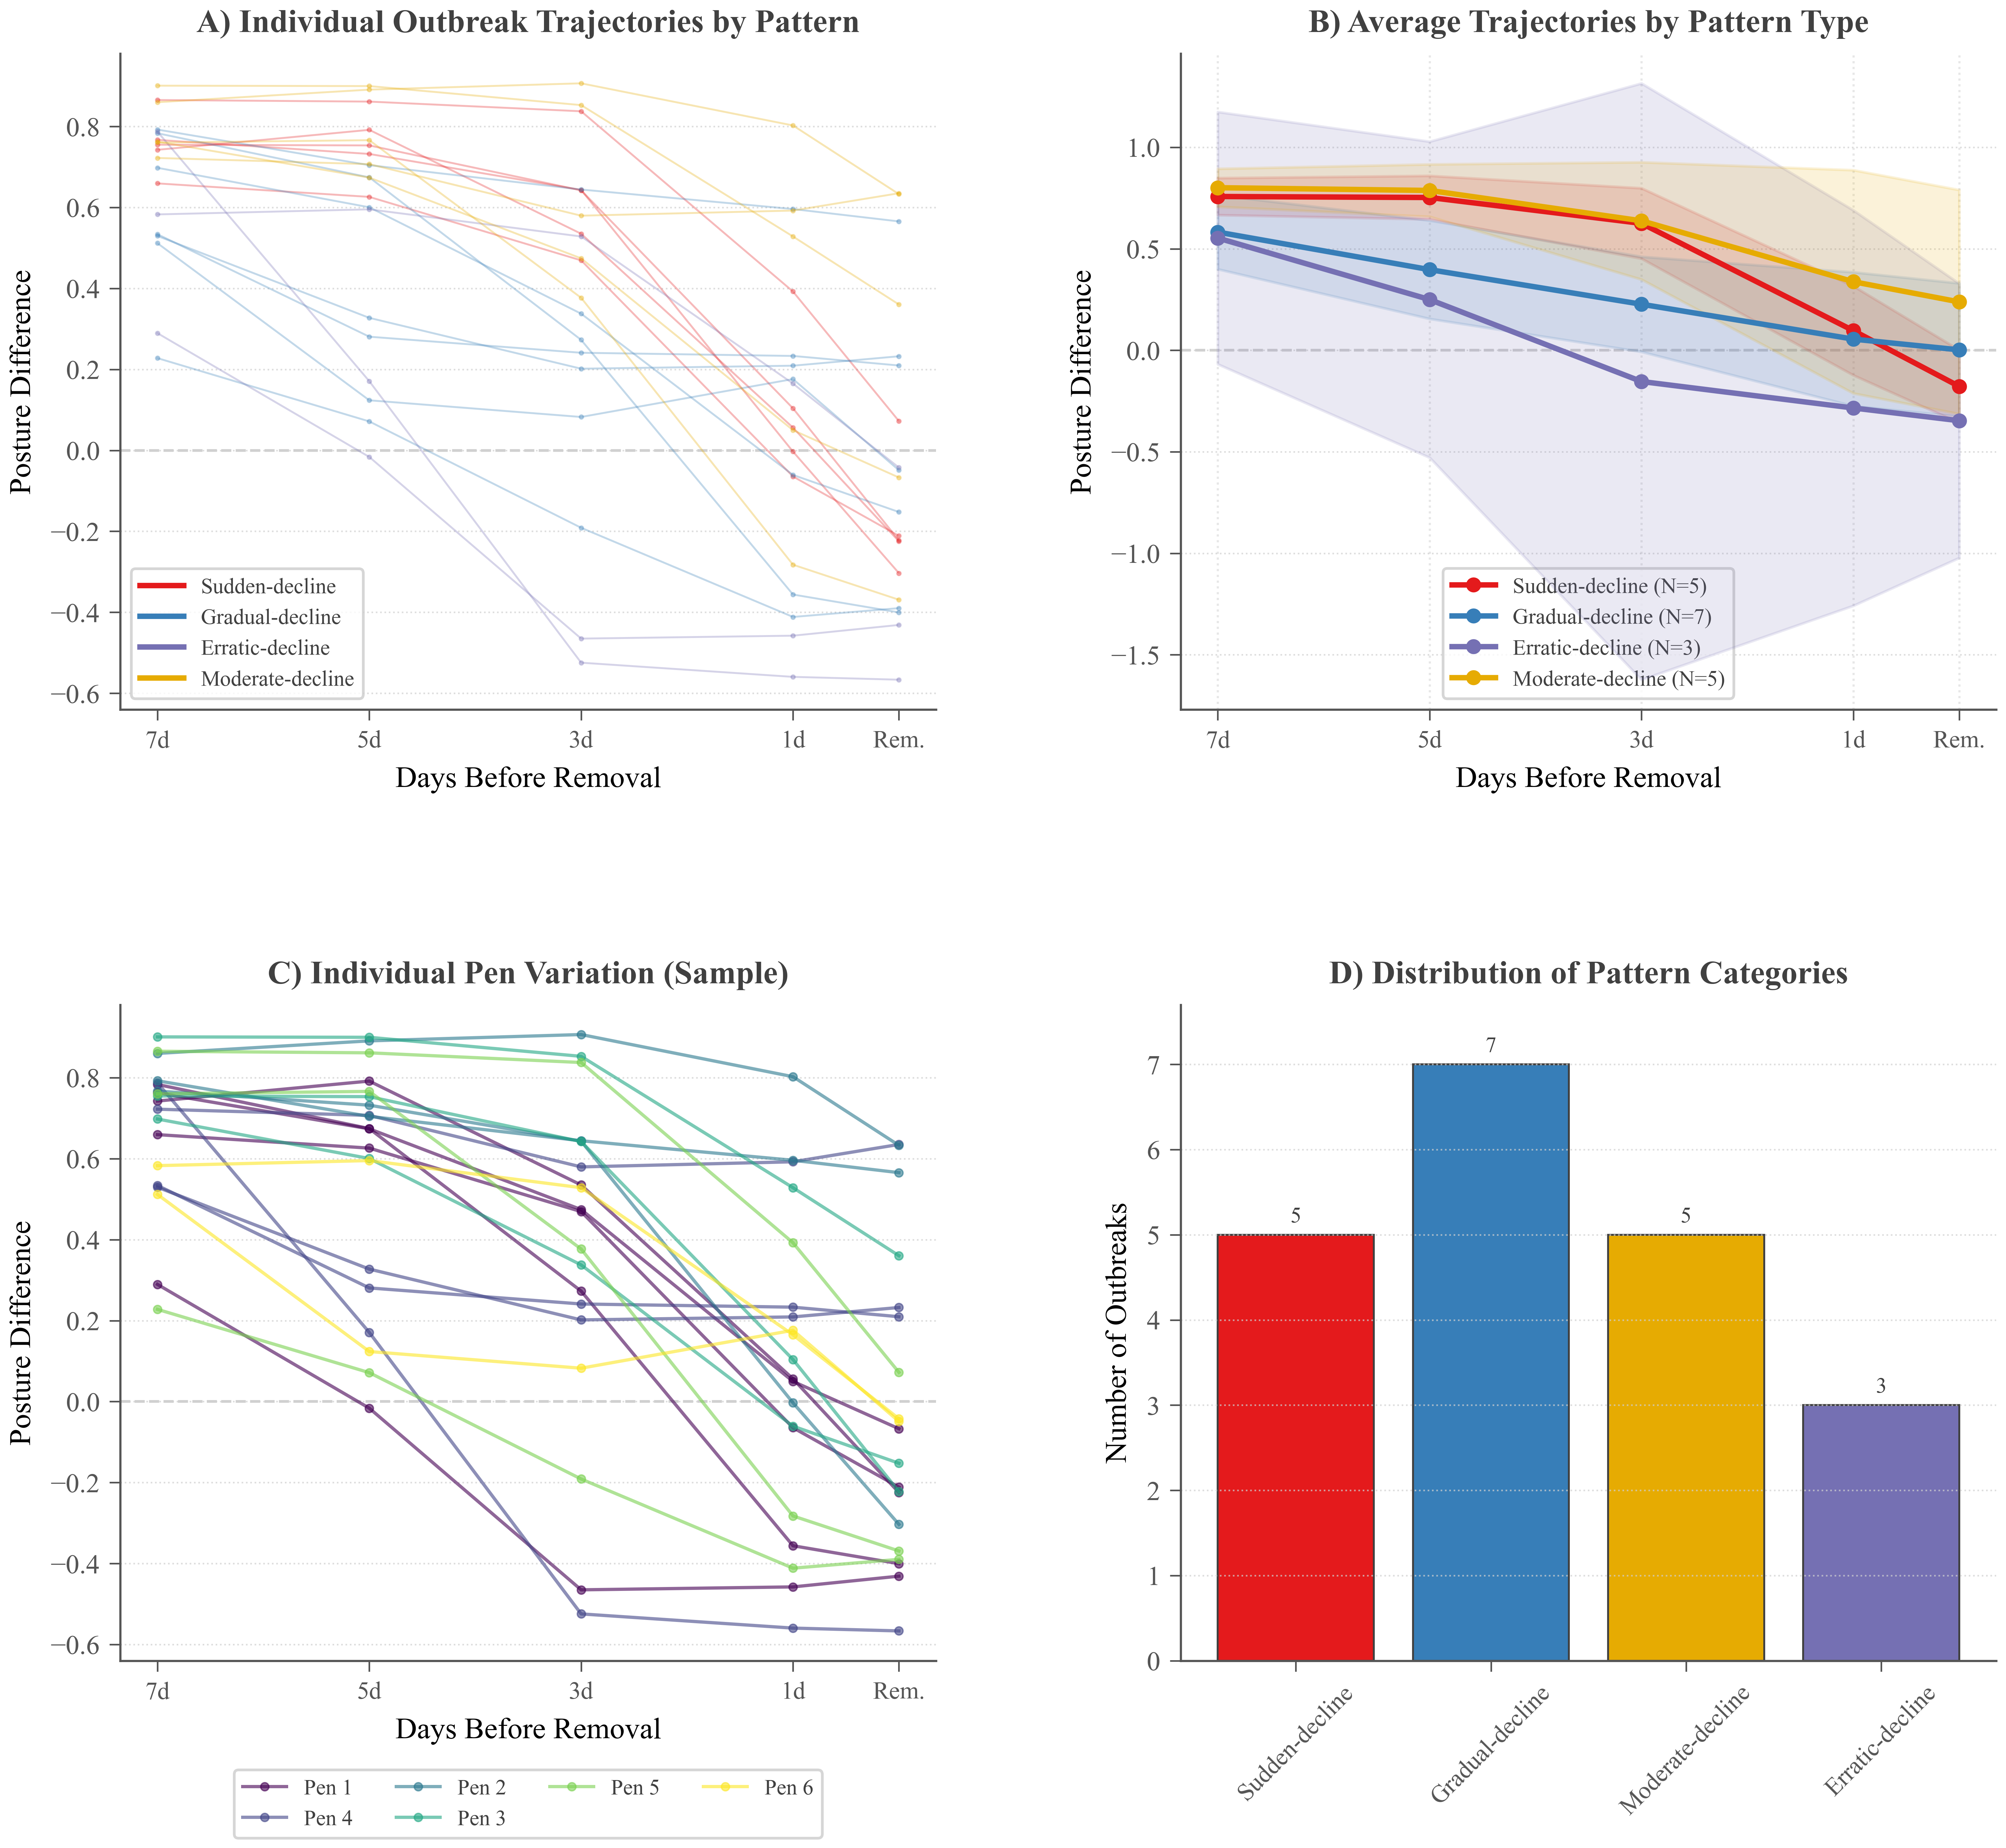 A) Individual Outbreak Trajectories by Pattern
Posture Difference
0.8
0.6
0.4
0.2
0.0
−0.2
−0.4
−0.6
Sudden-decline
Gradual-decline
Erratic-decline
Moderate-decline
7d 5d 3d 1d Rem.
Days Before Removal
B) Average Trajectories by Pattern Type
Posture Difference
1.0
0.5
0.0
−0.5
−1.0
−1.5
Sudden-decline (N=5)
Gradual-decline (N=7)
Erratic-decline (N=3)
Moderate-decline (N=5)
7d 5d 3d 1d Rem.
Days Before Removal
C) Individual Pen Variation (Sample)
Posture Difference
0.8
0.6
0.4
0.2
0.0
−0.2
−0.4
−0.6
7d 5d 3d 1d Rem.
Days Before Removal
Pen 1 Pen 2 Pen 5 Pen 6
Pen 4 Pen 3
D) Distribution of Pattern Categories
Number of Outbreaks
7
6
5
4
3
2
1
0
5 7 5 3
Sudden-decline
Gradual-decline
Moderate-decline
Erratic-decline